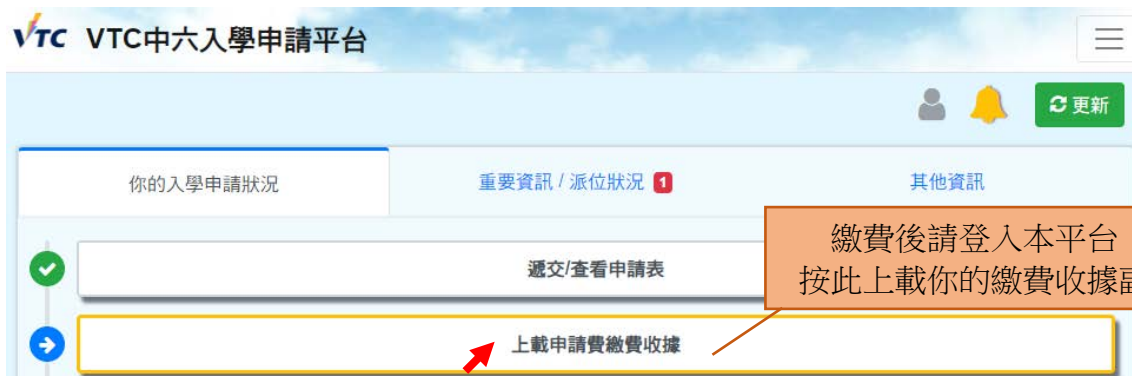 VTC VTC中六入學申請平台
更新
你的入學申請狀況
重要資訊 / 派位狀況 1
其他資訊
繳費後請登入本平台
按此上載你的繳費收據副
遞交/查看申請表
上載申請費繳費收據